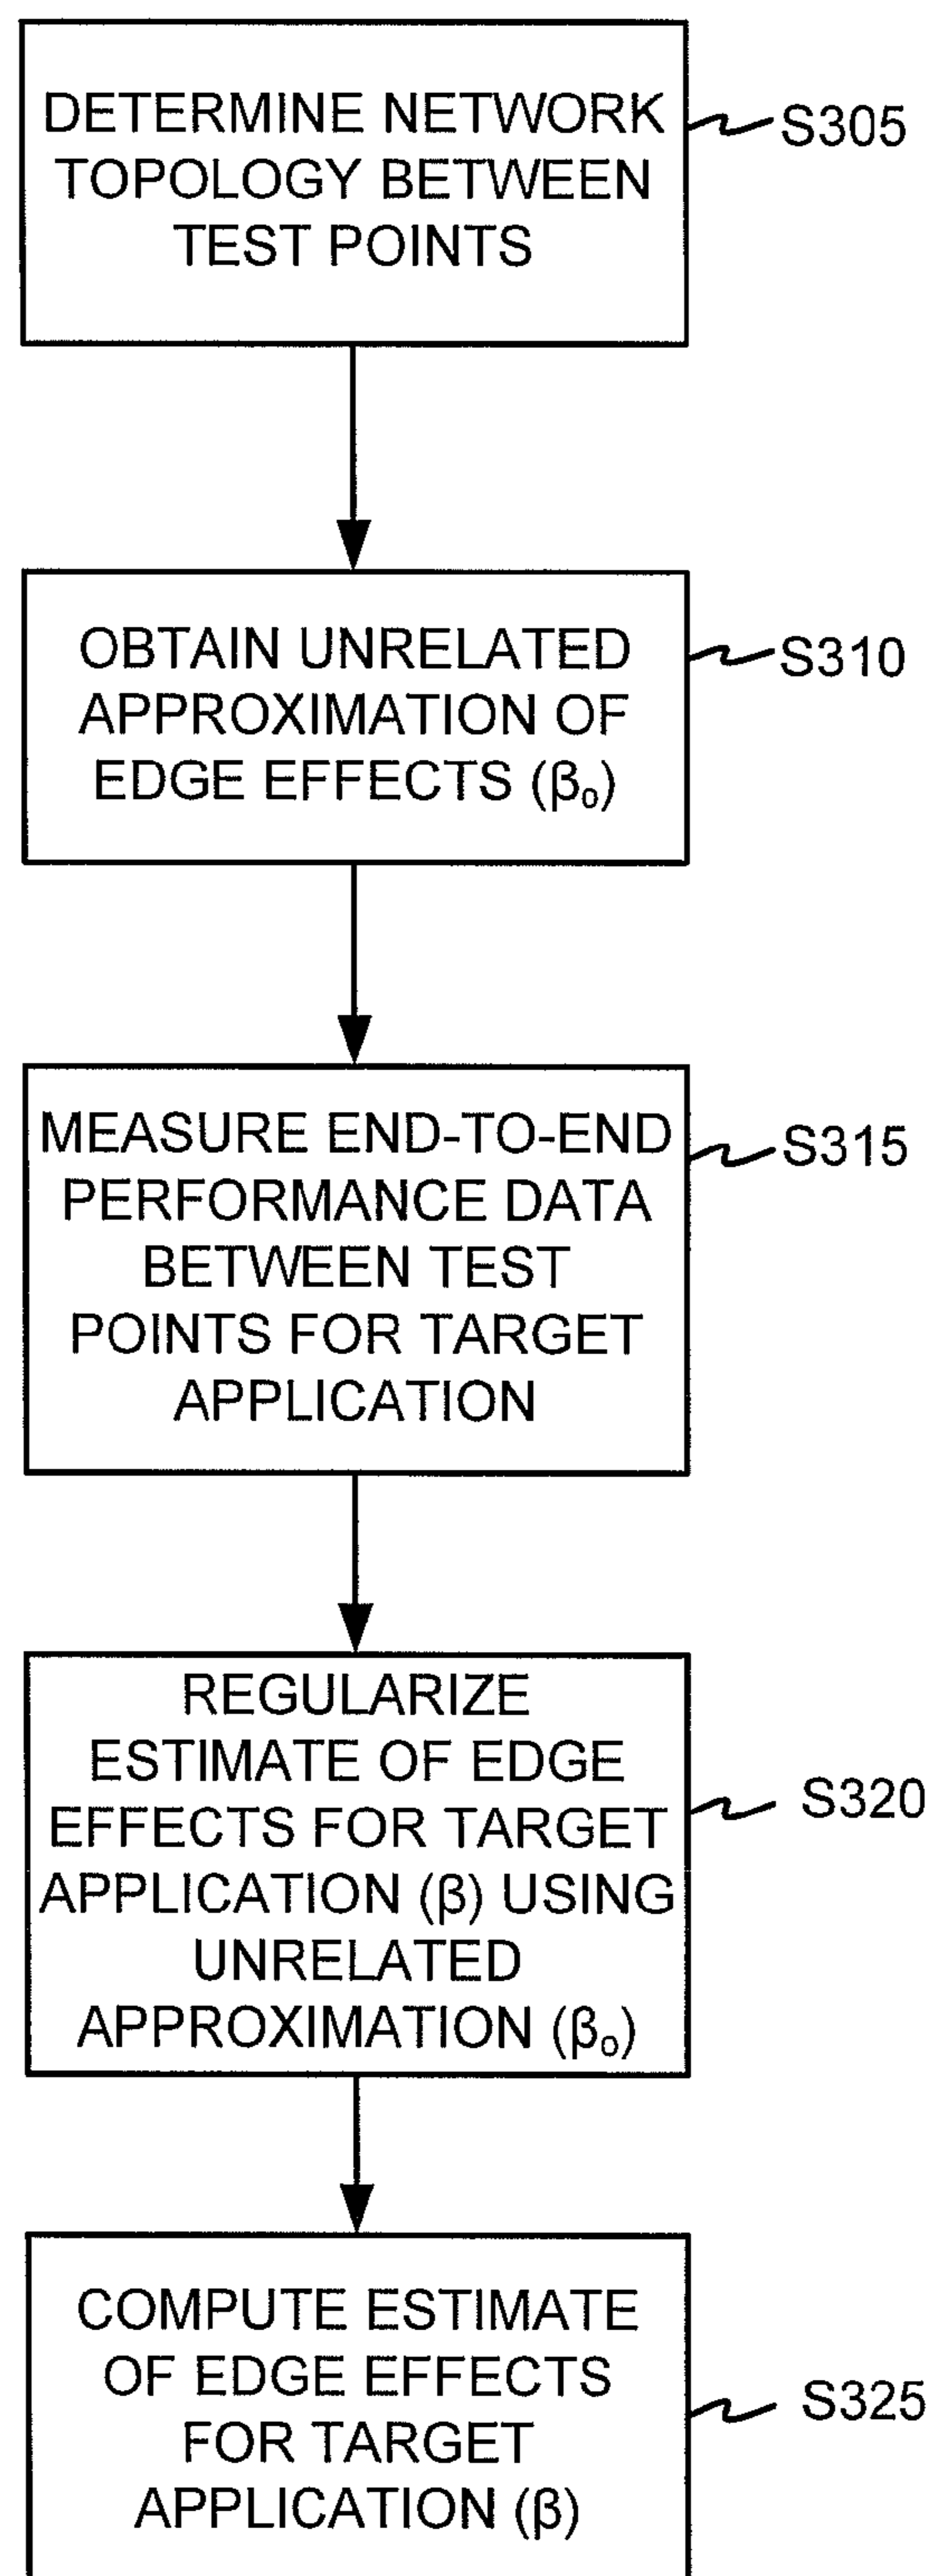 DETERMINE NETWORK
TOPOLOGY BETWEEN
TEST POINTS
S305
OBTAIN UNRELATED
APPROXIMATION OF
EDGE EFFECTS (β₀)
S310
MEASURE END-TO-END
PERFORMANCE DATA
BETWEEN TEST
POINTS FOR TARGET
APPLICATION
S315
REGULARIZE
ESTIMATE OF EDGE
EFFECTS FOR TARGET
APPLICATION (β) USING
UNRELATED
APPROXIMATION (β₀)
S320
COMPUTE ESTIMATE
OF EDGE EFFECTS
FOR TARGET
APPLICATION (β)
S325